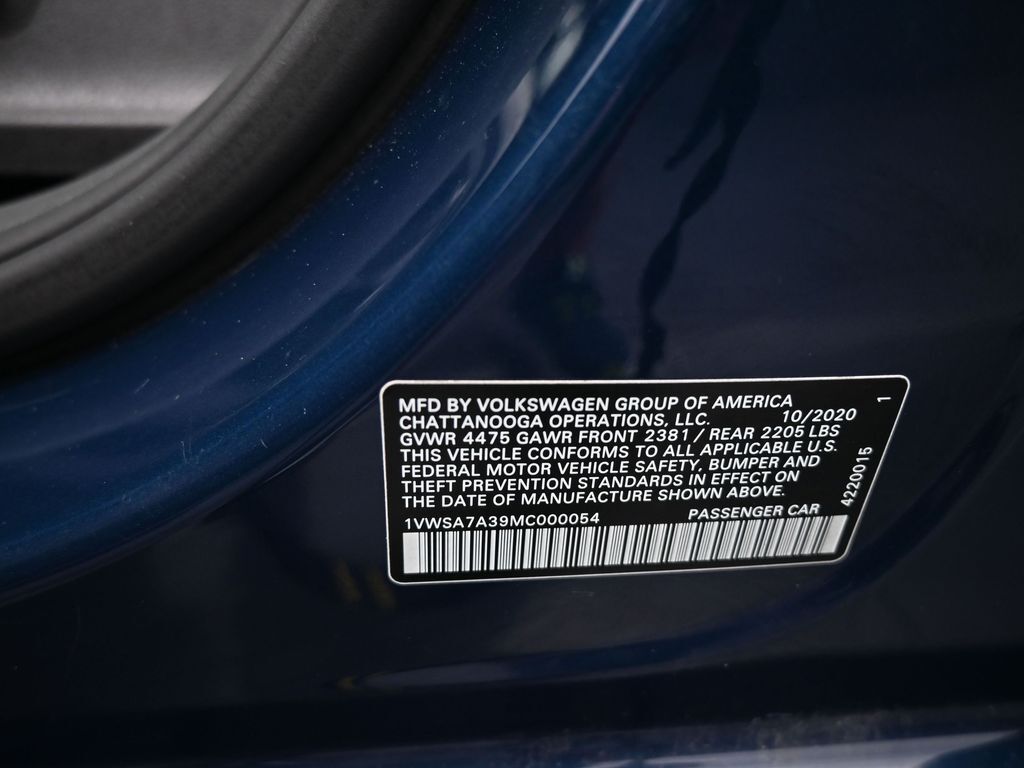 MFD BY VOLKSWAGEN GROUP OF AMERICA
CHATTANOOGA OPERATIONS, LLC. 10/2020
GVWR 4475 GAWR FRONT 2381 / REAR 2205 LBS
THIS VEHICLE CONFORMS TO ALL APPLICABLE U.S.
FEDERAL MOTOR VEHICLE SAFETY, BUMPER AND
THEFT PREVENTION STANDARDS IN EFFECT ON
THE DATE OF MANUFACTURE SHOWN ABOVE.
1VWSA7A39MC000054 PASSENGER CAR
4220015 1